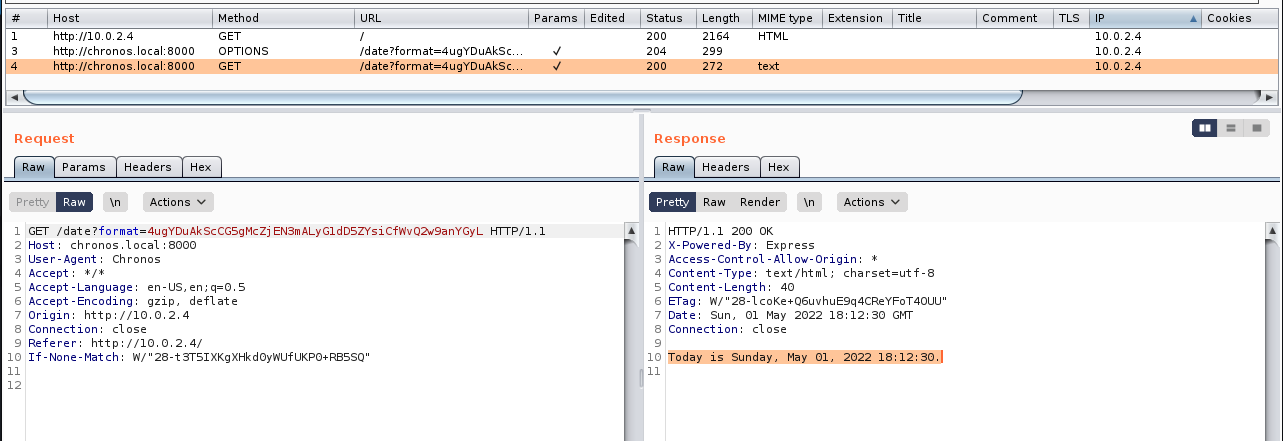 # Host Method URL Params Edited Status Length MIME type Extension Title Comment TLS IP Cookies
1 http://10.0.2.4 GET / 200 2164 HTML 10.0.2.4
3 http://chronos.local:8000 OPTIONS /date?format=4ugYDuAkSc... ✓ 204 299 10.0.2.4
4 http://chronos.local:8000 GET /date?format=4ugYDuAkSc... ✓ 200 272 text 10.0.2.4
Request
Raw Params Headers Hex
Pretty Raw \n Actions
1 GET /date?format=4ugYDuAkScCG5gMcZjEN3mALyG1dD5ZYsiCfWvQ2w9anYGyL HTTP/1.1
2 Host: chronos.local:8000
3 User-Agent: Chronos
4 Accept: */*
5 Accept-Language: en-US,en;q=0.5
6 Accept-Encoding: gzip, deflate
7 Origin: http://10.0.2.4
8 Connection: close
9 Referer: http://10.0.2.4/
10 If-None-Match: W/"28-t3T5IXKgXHkd0yWUfUKP0+RB5SQ"
11
12
Response
Raw Headers Hex
Pretty Raw Render \n Actions
1 HTTP/1.1 200 OK
2 X-Powered-By: Express
3 Access-Control-Allow-Origin: *
4 Content-Type: text/html; charset=utf-8
5 Content-Length: 40
6 ETag: W/"28-lcoKe+Q6uvhuE9q4CReYFoT4OUU"
7 Date: Sun, 01 May 2022 18:12:30 GMT
8 Connection: close
9
10 Today is Sunday, May 01, 2022 18:12:30.
11